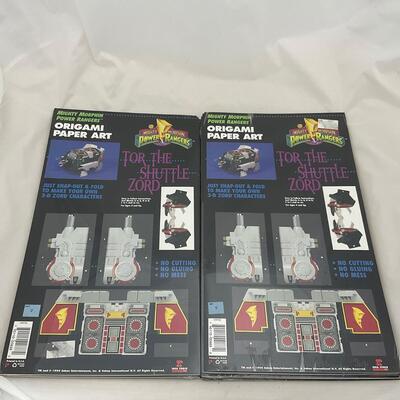 MIGHTY MORPHIN
POWER RANGERS
ORIGAMI
PAPER ART
MIGHTY MORPHIN
POWER RANGERS
TOR THE ....
SHUTTLE
ZORD
JUST SNAP-OUT & FOLD
TO MAKE YOUR OWN
3-D ZORD CHARACTERS
• NO CUTTING
• NO GLUING
• NO MESS
MIGHTY MORPHIN
POWER RANGERS
ORIGAMI
PAPER ART
MIGHTY MORPHIN
POWER RANGERS
TOR THE ....
SHUTTLE
ZORD
JUST SNAP-OUT & FOLD
TO MAKE YOUR OWN
3-D ZORD CHARACTERS
• NO CUTTING
• NO GLUING
• NO MESS